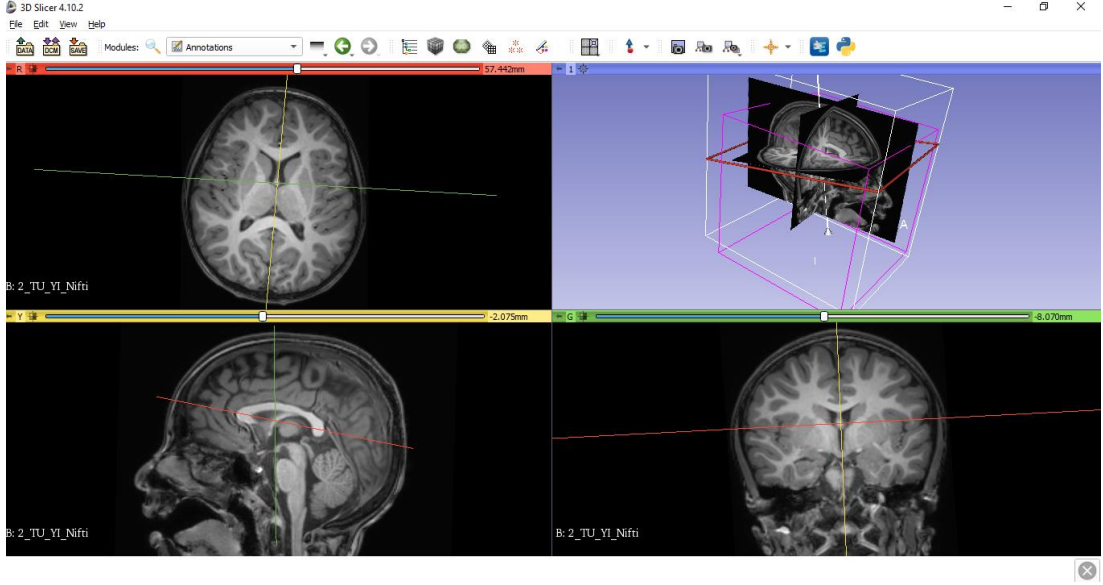 3D Slicer 4.10.2
File Edit View Help
DATA DCM SAVE Modules: Annotations
R 57.442mm
1
B: 2_TU_YI_Nifti
A
I
Y -2.075mm
G -8.070mm
B: 2_TU_YI_Nifti
B: 2_TU_YI_Nifti